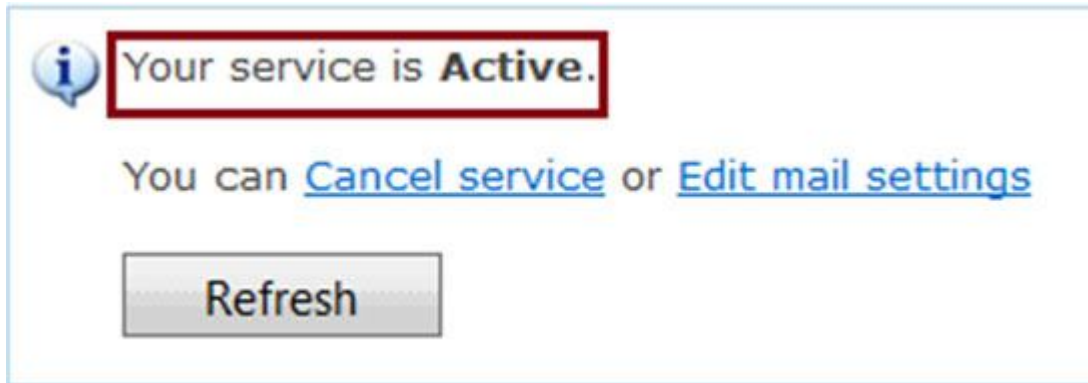 Your service is Active.
You can Cancel service or Edit mail settings
Refresh